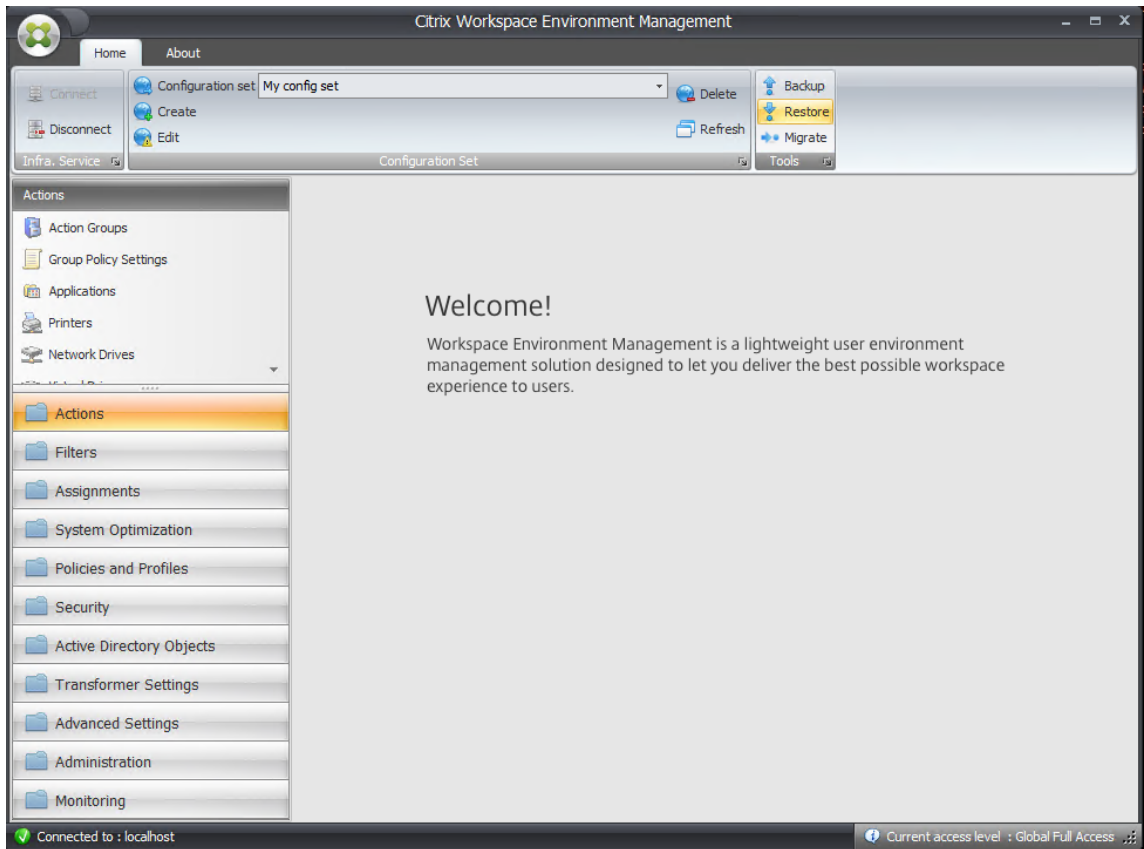 Citrix Workspace Environment Management
Home About
Connect
Disconnect
Infra. Service
Configuration set My config set
Create
Edit
Delete
Refresh
Configuration Set
Backup
Restore
Migrate
Tools
Actions
Action Groups
Group Policy Settings
Applications
Printers
Network Drives
Actions
Filters
Assignments
System Optimization
Policies and Profiles
Security
Active Directory Objects
Transformer Settings
Advanced Settings
Administration
Monitoring
Welcome!
Workspace Environment Management is a lightweight user environment
management solution designed to let you deliver the best possible workspace
experience to users.
Connected to : localhost
Current access level : Global Full Access